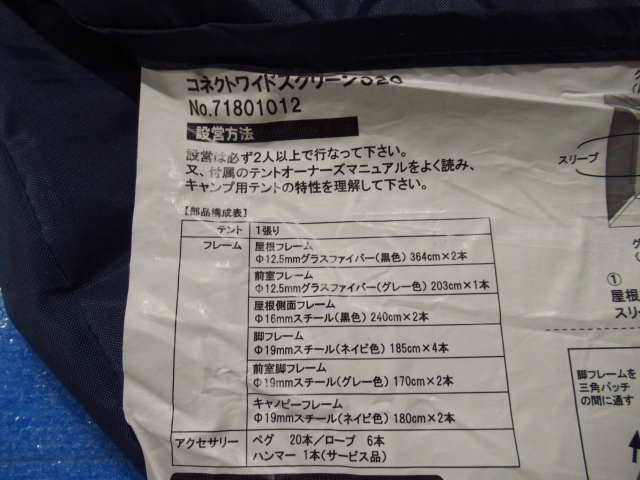 コネクトワイドスクリーン
No.71801012
設営方法
設営は必ず2人以上で行なって下さい。
又、付属のテントオーナーズマニュアルをよく読み、
キャンプ用テントの特性を理解して下さい。
【部品構成表】
テント 1張り
フレーム 屋根フレーム
Φ12.5mmグラスファイバー(黒色) 364cm×2本
前室フレーム
Φ12.5mmグラスファイバー(グレー色) 203cm×1本
屋根側面フレーム
Φ16mmスチール(黒色) 240cm×2本
脚フレーム
Φ19mmスチール(ネイビ色) 185cm×4本
前室脚フレーム
Φ19mmスチール(グレー色) 170cm×2本
キャノピーフレーム
Φ19mmスチール(ネイビ色) 180cm×2本
アクセサリー ペグ 20本/ロープ 6本
ハンマー 1本(サービス品)
スリーブ
①
屋根
スリー
脚フレームを
三角パッチ
の間に通す